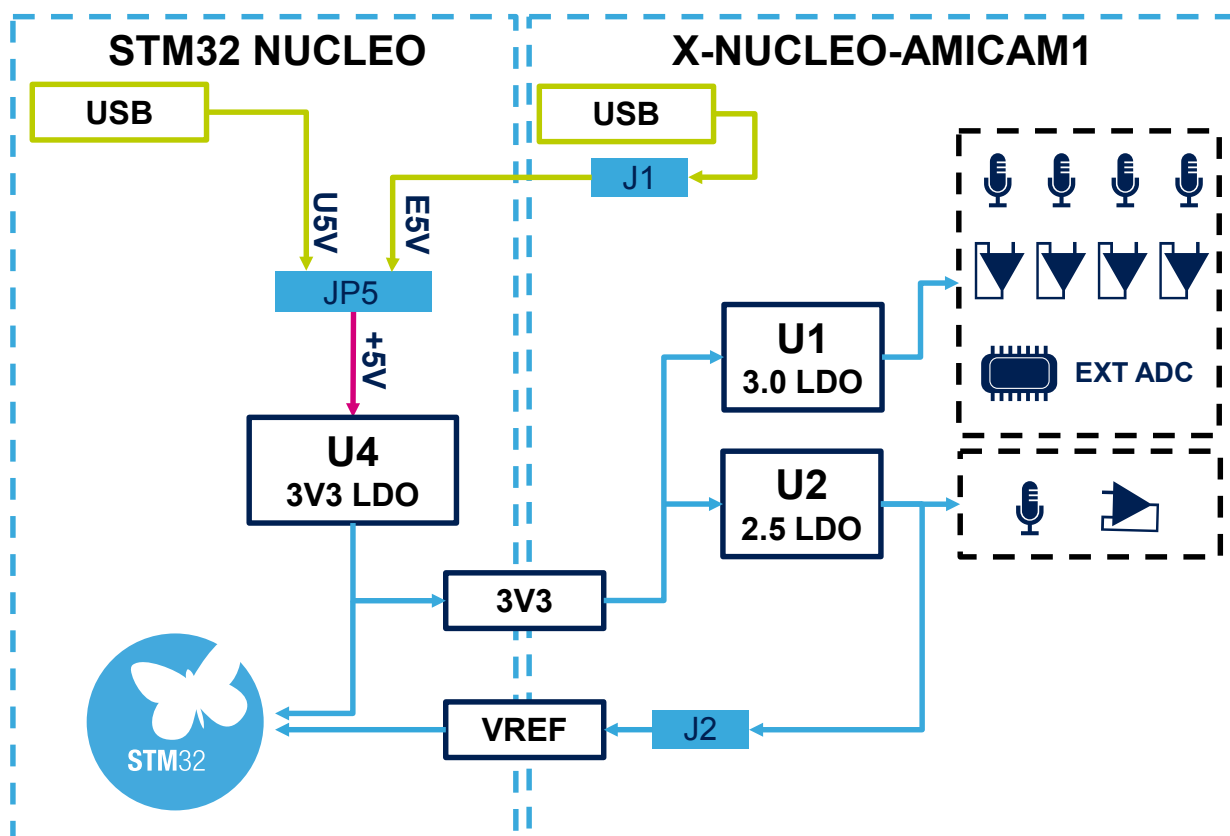 STM32 NUCLEO
X-NUCLEO-AMICAM1
USB
USB
J1
U5V
E5V
JP5
+5V
U1
3.0 LDO
EXT ADC
U4
3V3 LDO
U2
2.5 LDO
3V3
VREF
J2
STM32